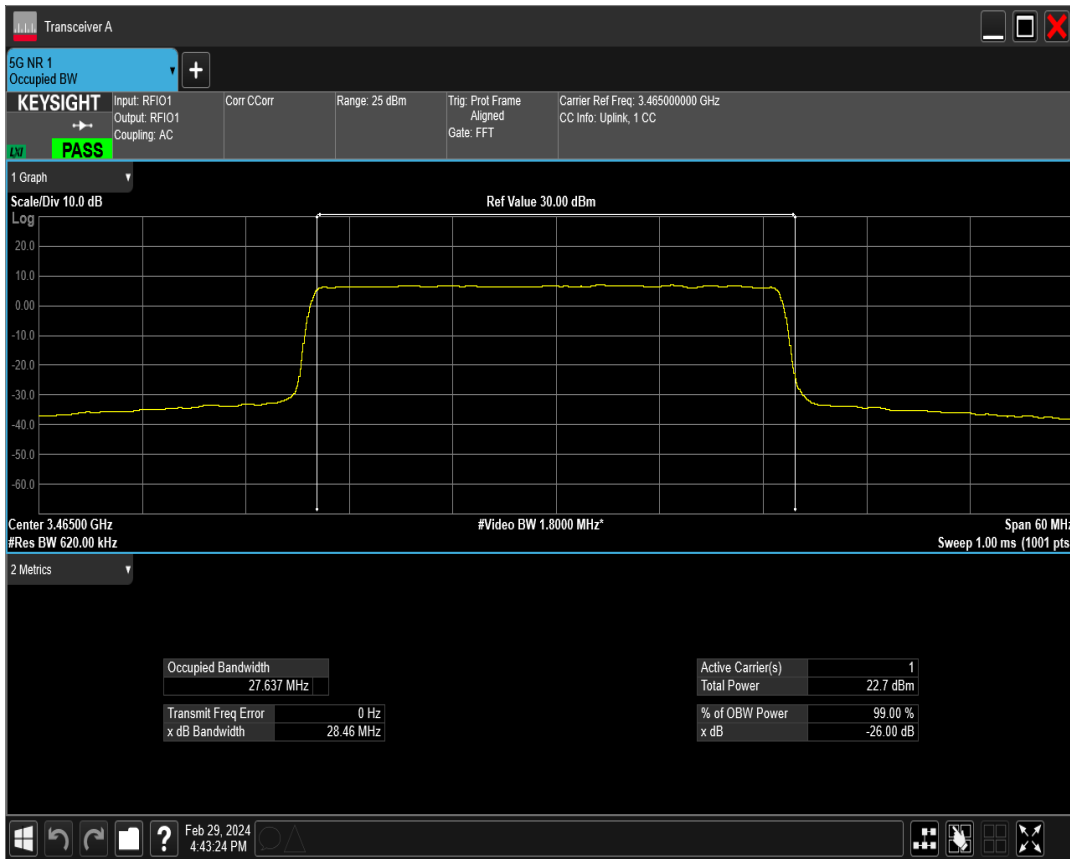 Transceiver A
5G NR 1
Occupied BW
+
KEYSIGHT
LXI
PASS
Input: RFIO1
Output: RFIO1
Coupling: AC
Corr CCorr
Range: 25 dBm
Trig: Prot Frame
Aligned
Gate: FFT
Carrier Ref Freq: 3.465000000 GHz
CC Info: Uplink, 1 CC
1 Graph
Scale/Div 10.0 dB
Ref Value 30.00 dBm
Log
20.0
10.0
0.00
-10.0
-20.0
-30.0
-40.0
-50.0
-60.0
Center 3.46500 GHz
#Video BW 1.8000 MHz*
Span 60 MHz
#Res BW 620.00 kHz
Sweep 1.00 ms (1001 pts
2 Metrics
Occupied Bandwidth
27.637 MHz
Transmit Freq Error 0 Hz
x dB Bandwidth 28.46 MHz
Active Carrier(s) 1
Total Power 22.7 dBm
% of OBW Power 99.00 %
x dB -26.00 dB
?
Feb 29, 2024
4:43:24 PM